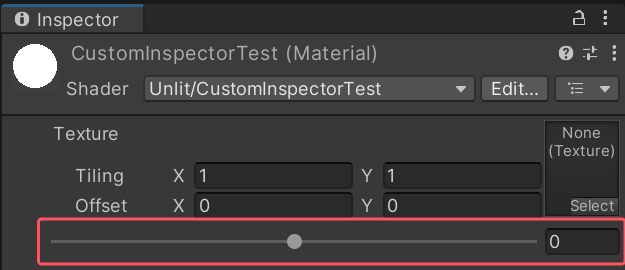 Inspector
CustomInspectorTest (Material)
Shader Unlit/CustomInspectorTest Edit...
Texture
None
(Texture)
Tiling X 1 Y 1
Offset X 0 Y 0
Select
0